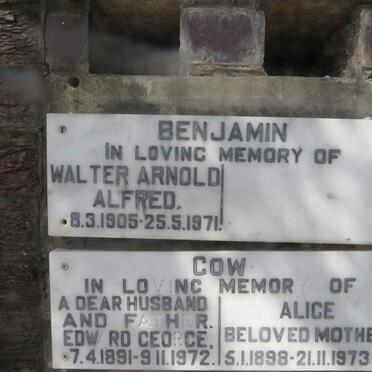 BENJAMIN
IN LOVING MEMORY OF
WALTER ARNOLD
ALFRED.
8.3.1905-25.5.1971.
COW
IN LOVING MEMORY OF
A DEAR HUSBAND
AND FATHER.
EDWARD GEORGE,
7.4.1891-9.11.1972.
ALICE
BELOVED MOTHE
5.1.1898-21.11.1973